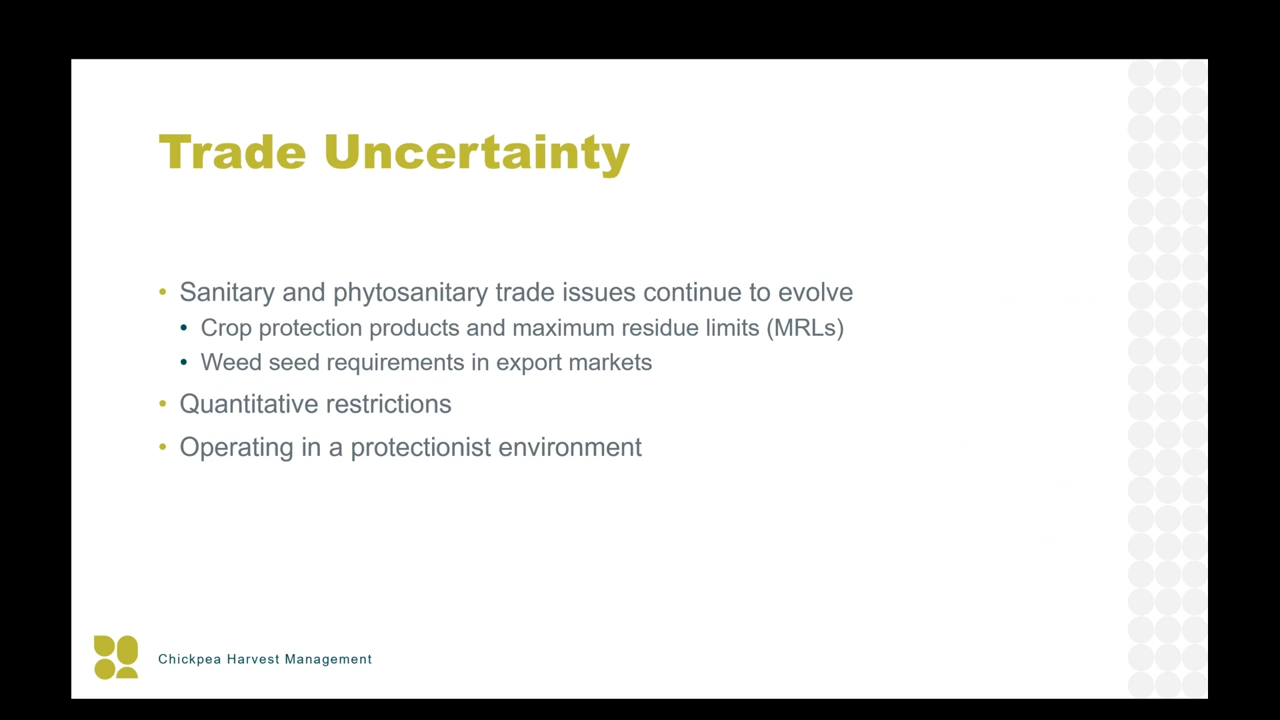 Trade Uncertainty
• Sanitary and phytosanitary trade issues continue to evolve
• Crop protection products and maximum residue limits (MRLs)
• Weed seed requirements in export markets
• Quantitative restrictions
• Operating in a protectionist environment
Chickpea Harvest Management